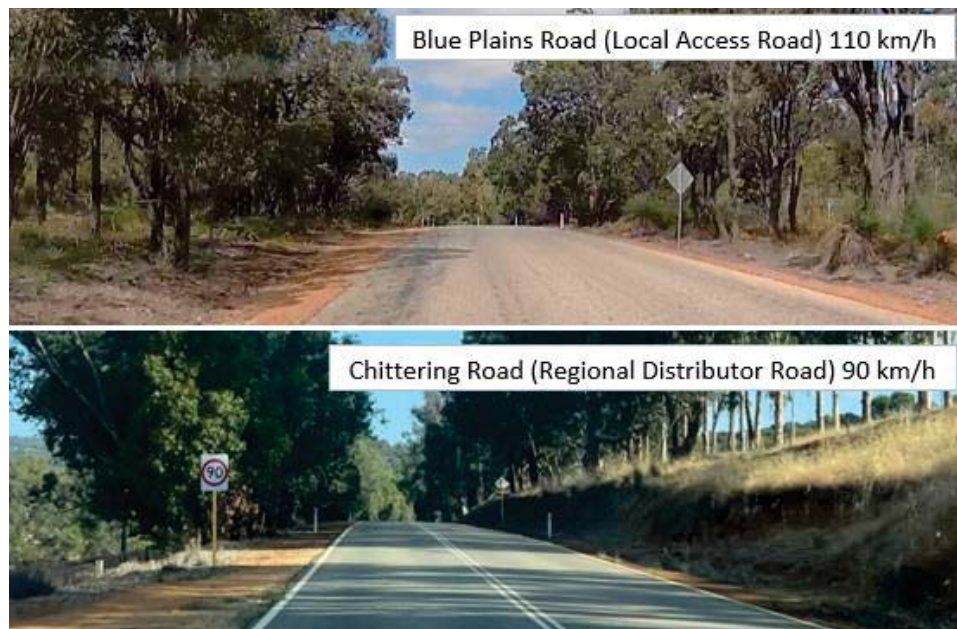 Blue Plains Road (Local Access Road) 110 km/h
Chittering Road (Regional Distributor Road) 90 km/h
90